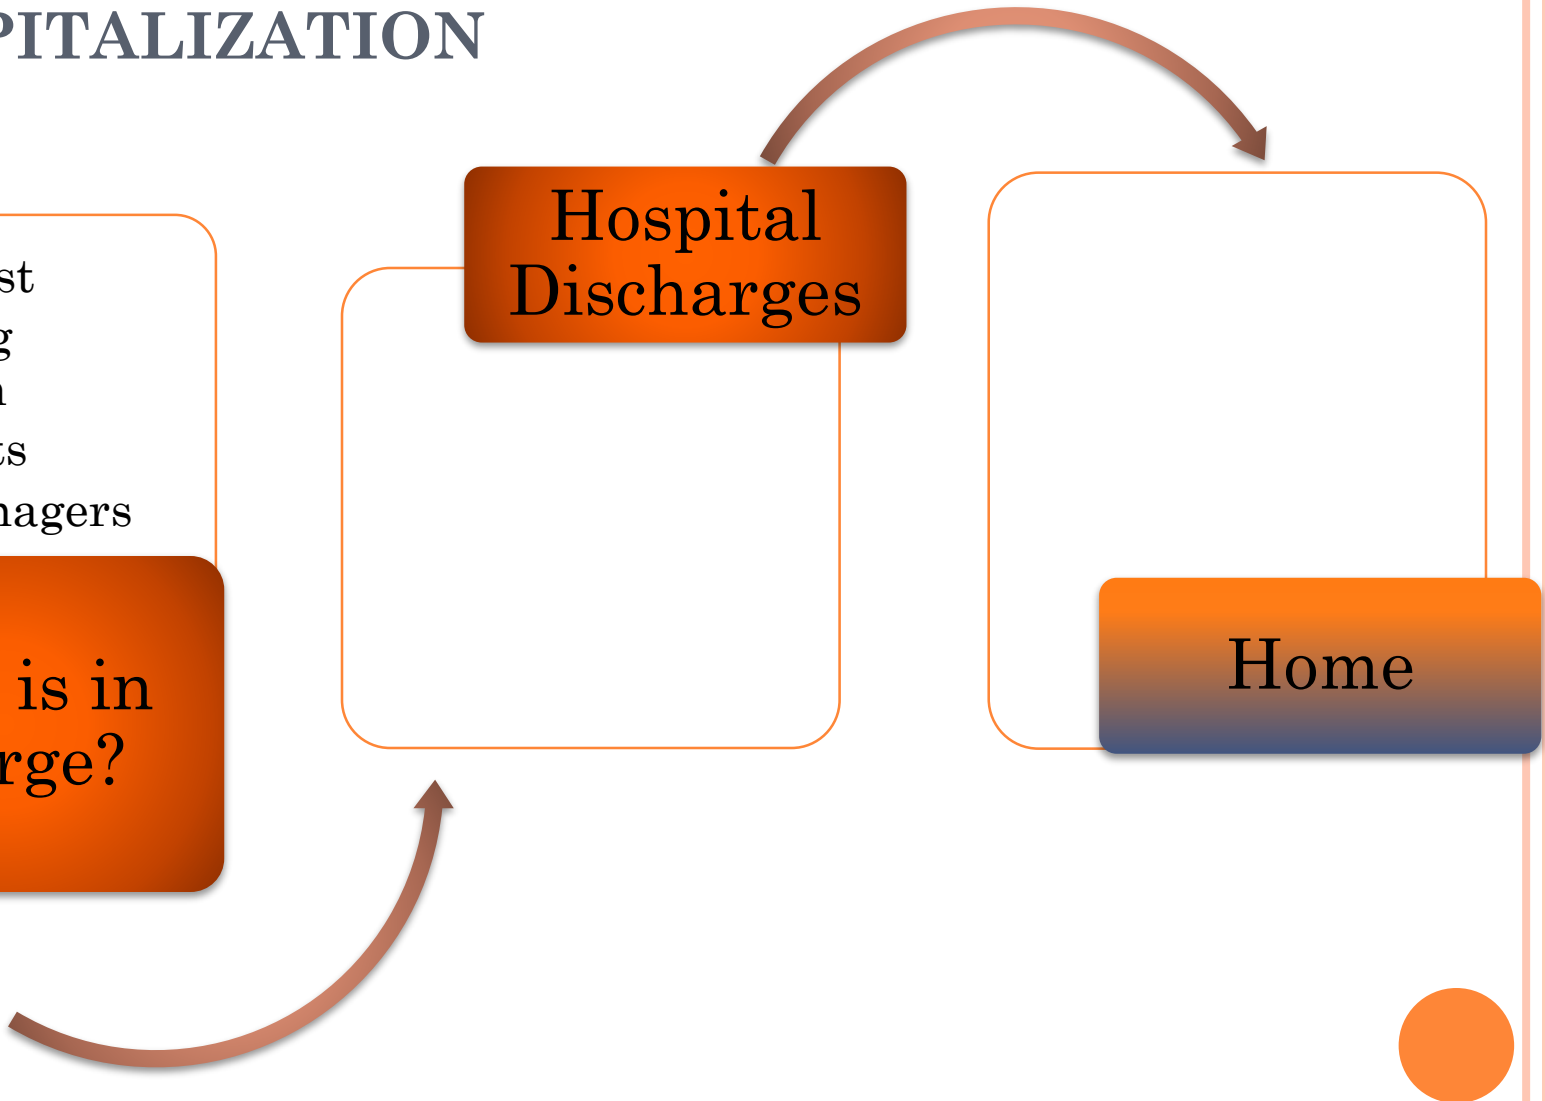 PITALIZATION
st
g
n
ts
nagers
is in
rge?
Hospital
Discharges
Home